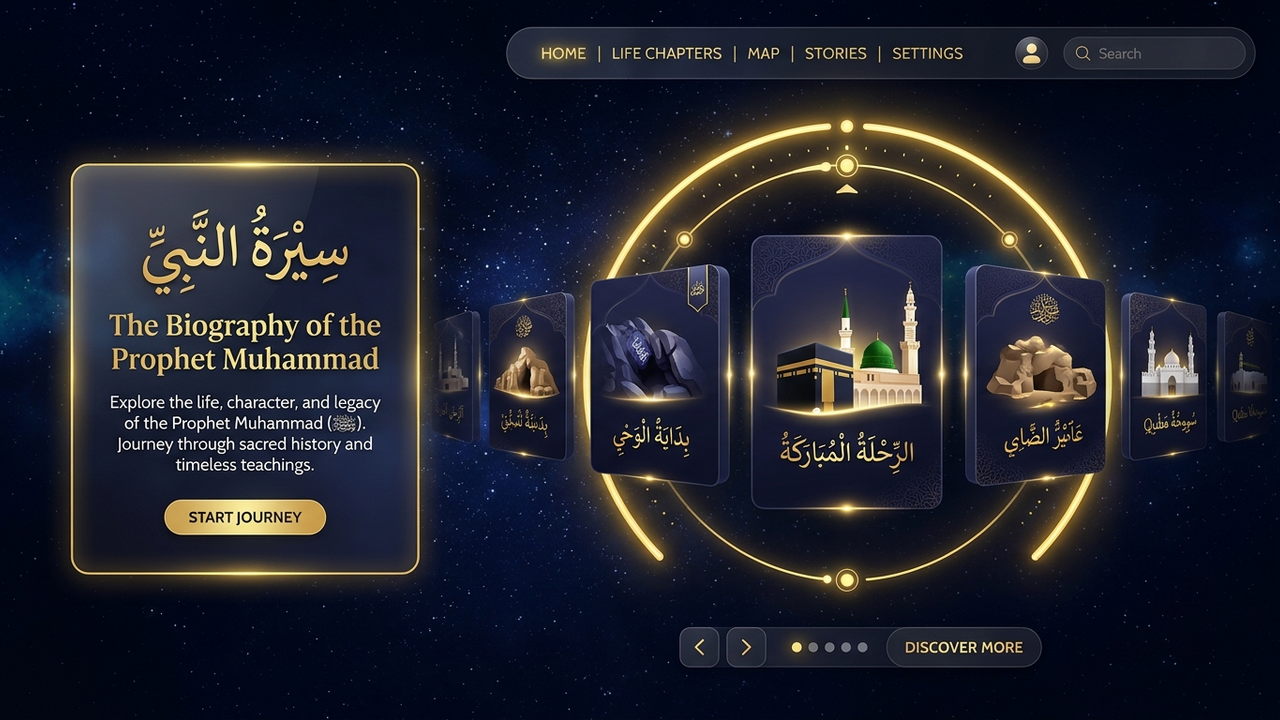 HOME | LIFE CHAPTERS | MAP | STORIES | SETTINGS
Search
سِيْرَةُ النَّبِيِّ
The Biography of the
Prophet Muhammad
Explore the life, character, and legacy
of the Prophet Muhammad (ﷺ).
Journey through sacred history and
timeless teachings.
START JOURNEY
بِدَايَةُ الْوَحْيِ
الرِّحْلَةُ الْمُبَارَكَةُ
Quba
DISCOVER MORE